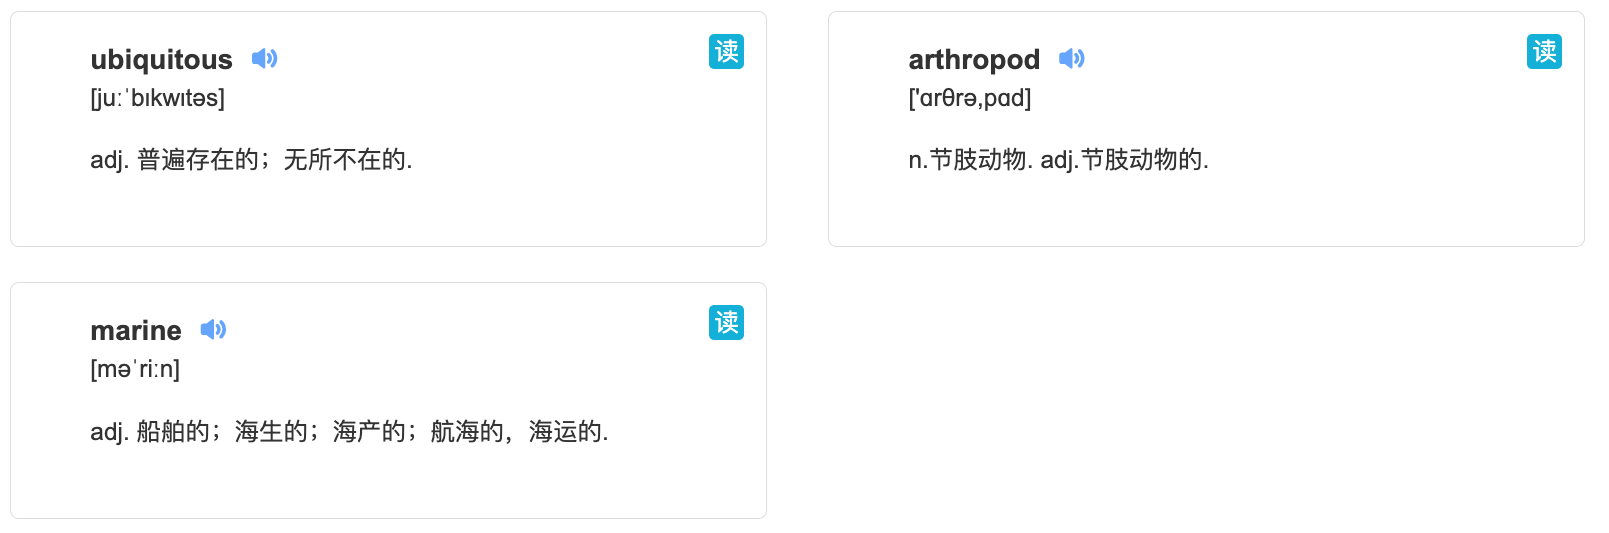 ubiquitous
读
[juːˈbɪkwɪtəs]
adj. 普遍存在的；无所不在的.
arthropod
读
['ɑrθrə,pɑd]
n.节肢动物. adj.节肢动物的.
marine
读
[məˈriːn]
adj. 船舶的；海生的；海产的；航海的，海运的.